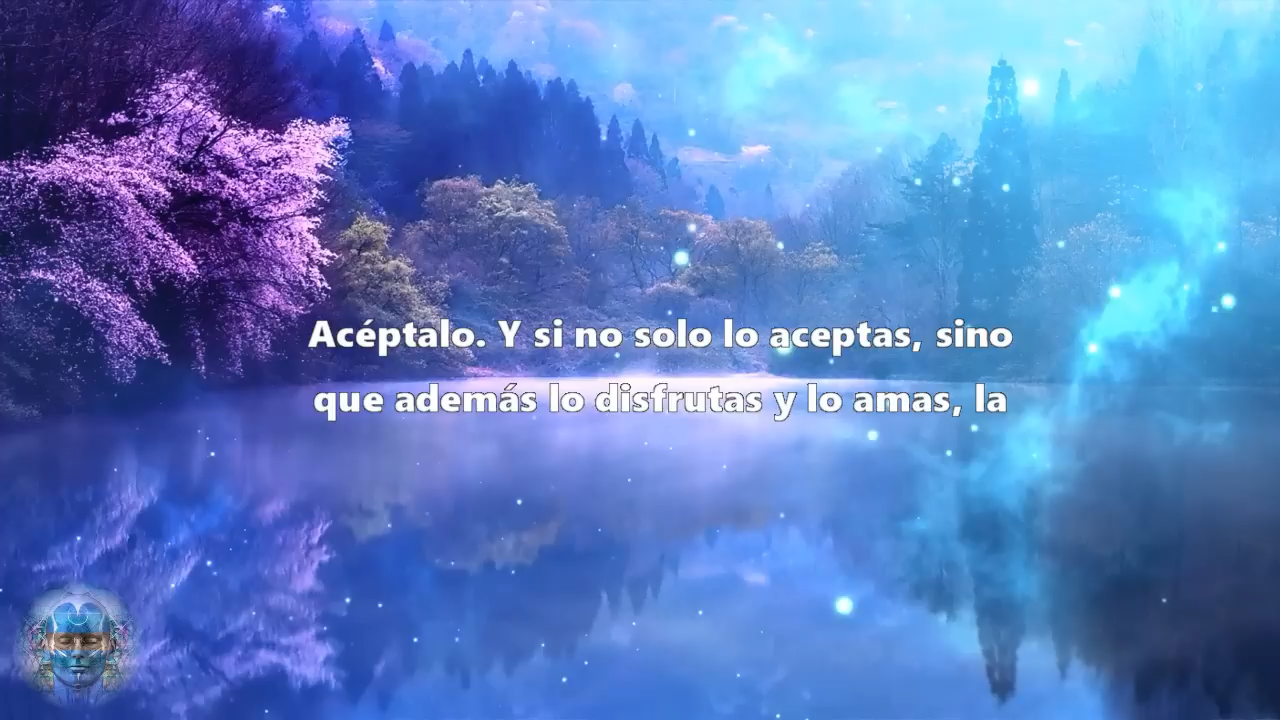 Acéptalo. Y si no solo lo aceptas, sino
que además lo disfrutas y lo amas, la